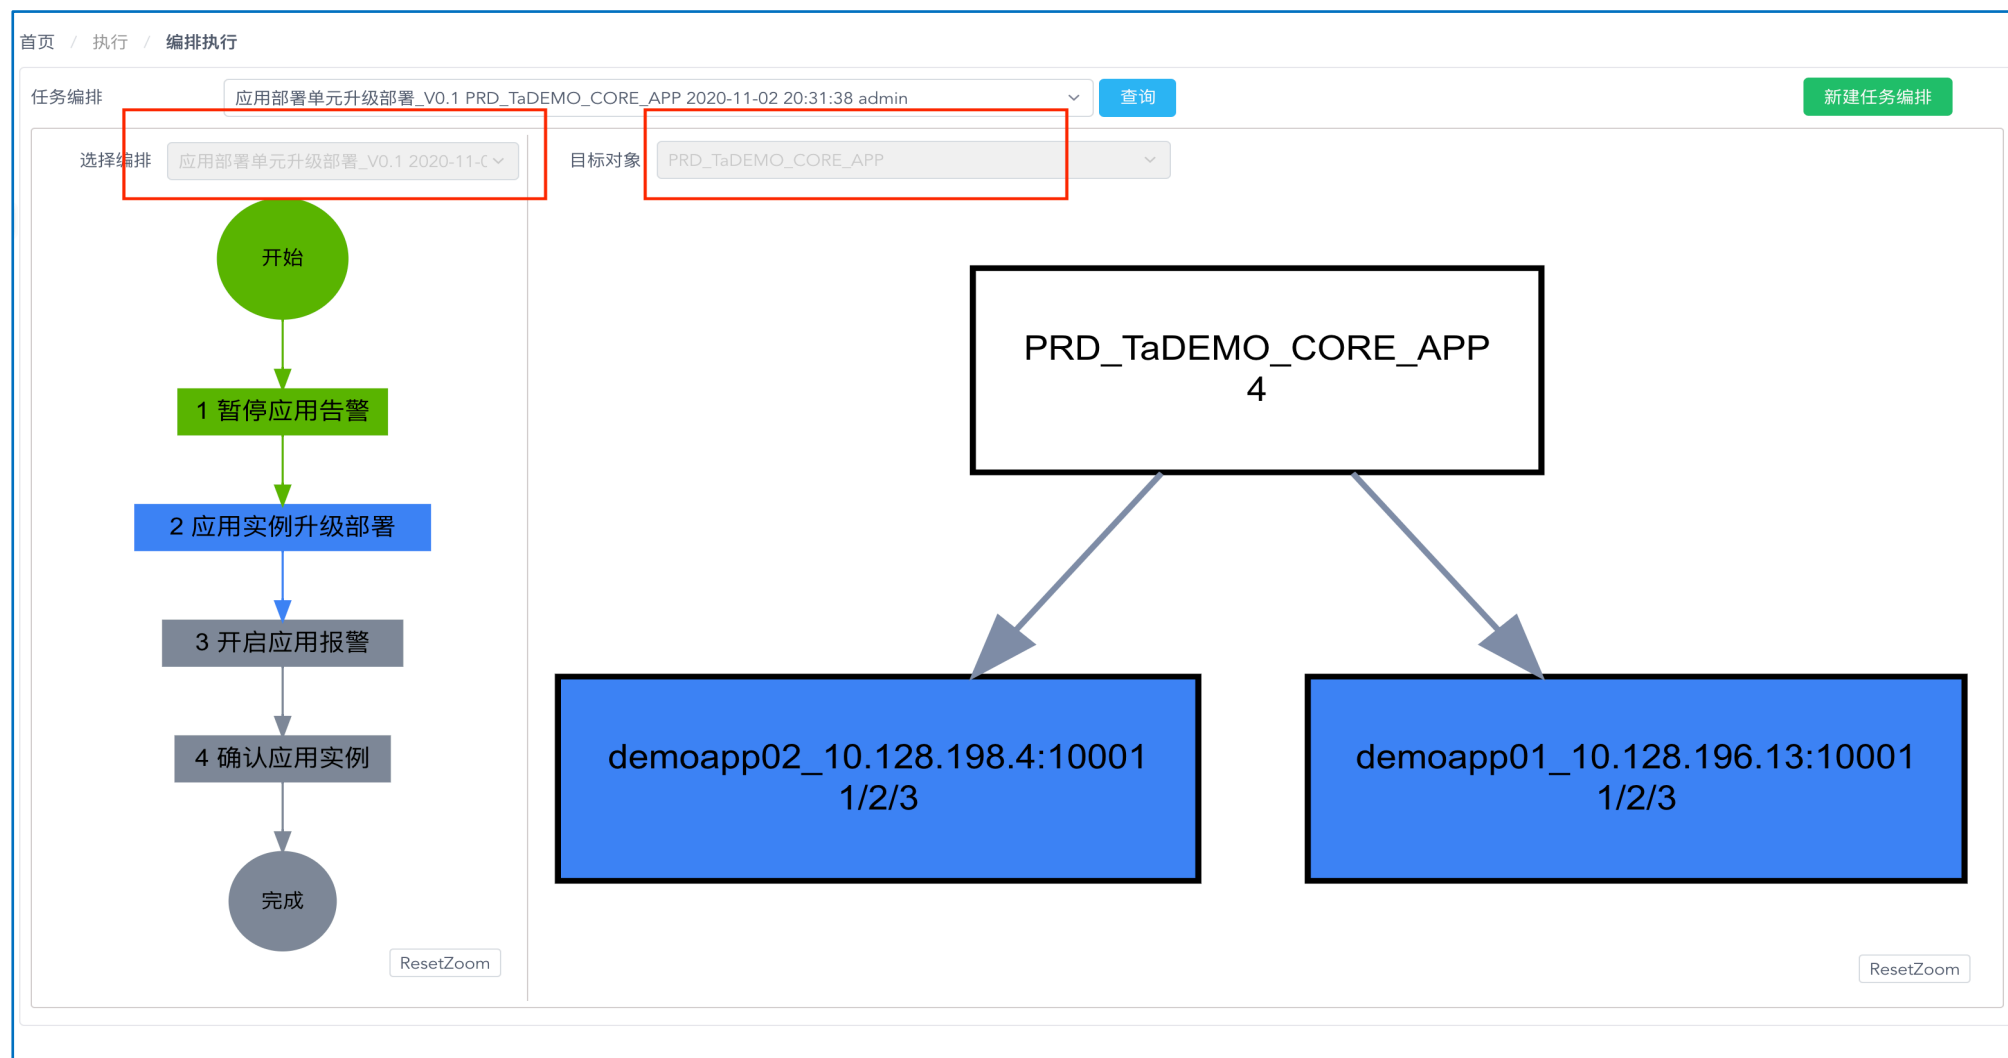 首页 / 执行 / 编排执行
任务编排 应用部署单元升级部署_V0.1 PRD_TaDEMO_CORE_APP 2020-11-02 20:31:38 admin 查询 新建任务编排
选择编排 应用部署单元升级部署_V0.1 2020-11-0 目标对象 PRD_TaDEMO_CORE_APP
开始
1 暂停应用告警
2 应用实例升级部署
3 开启应用报警
4 确认应用实例
完成
ResetZoom
PRD_TaDEMO_CORE_APP
4
demoapp02_10.128.198.4:10001
1/2/3
demoapp01_10.128.196.13:10001
1/2/3
ResetZoom